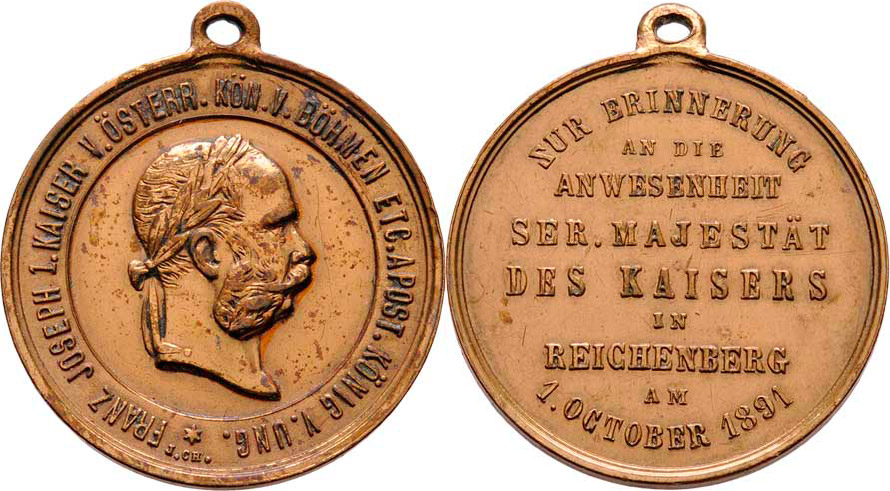 FRANZ JOSEPH I. KAISER V. ÖSTERR. KÖN. V. BÖHMEN ETC. APOST. KÖNIG V. UNG.
J. CH.
ZUR ERINNERUNG
AN DIE
ANWESENHEIT
SER. MAJESTÄT
DES KAISERS
IN
REICHENBERG
AM
1. OCTOBER 1891